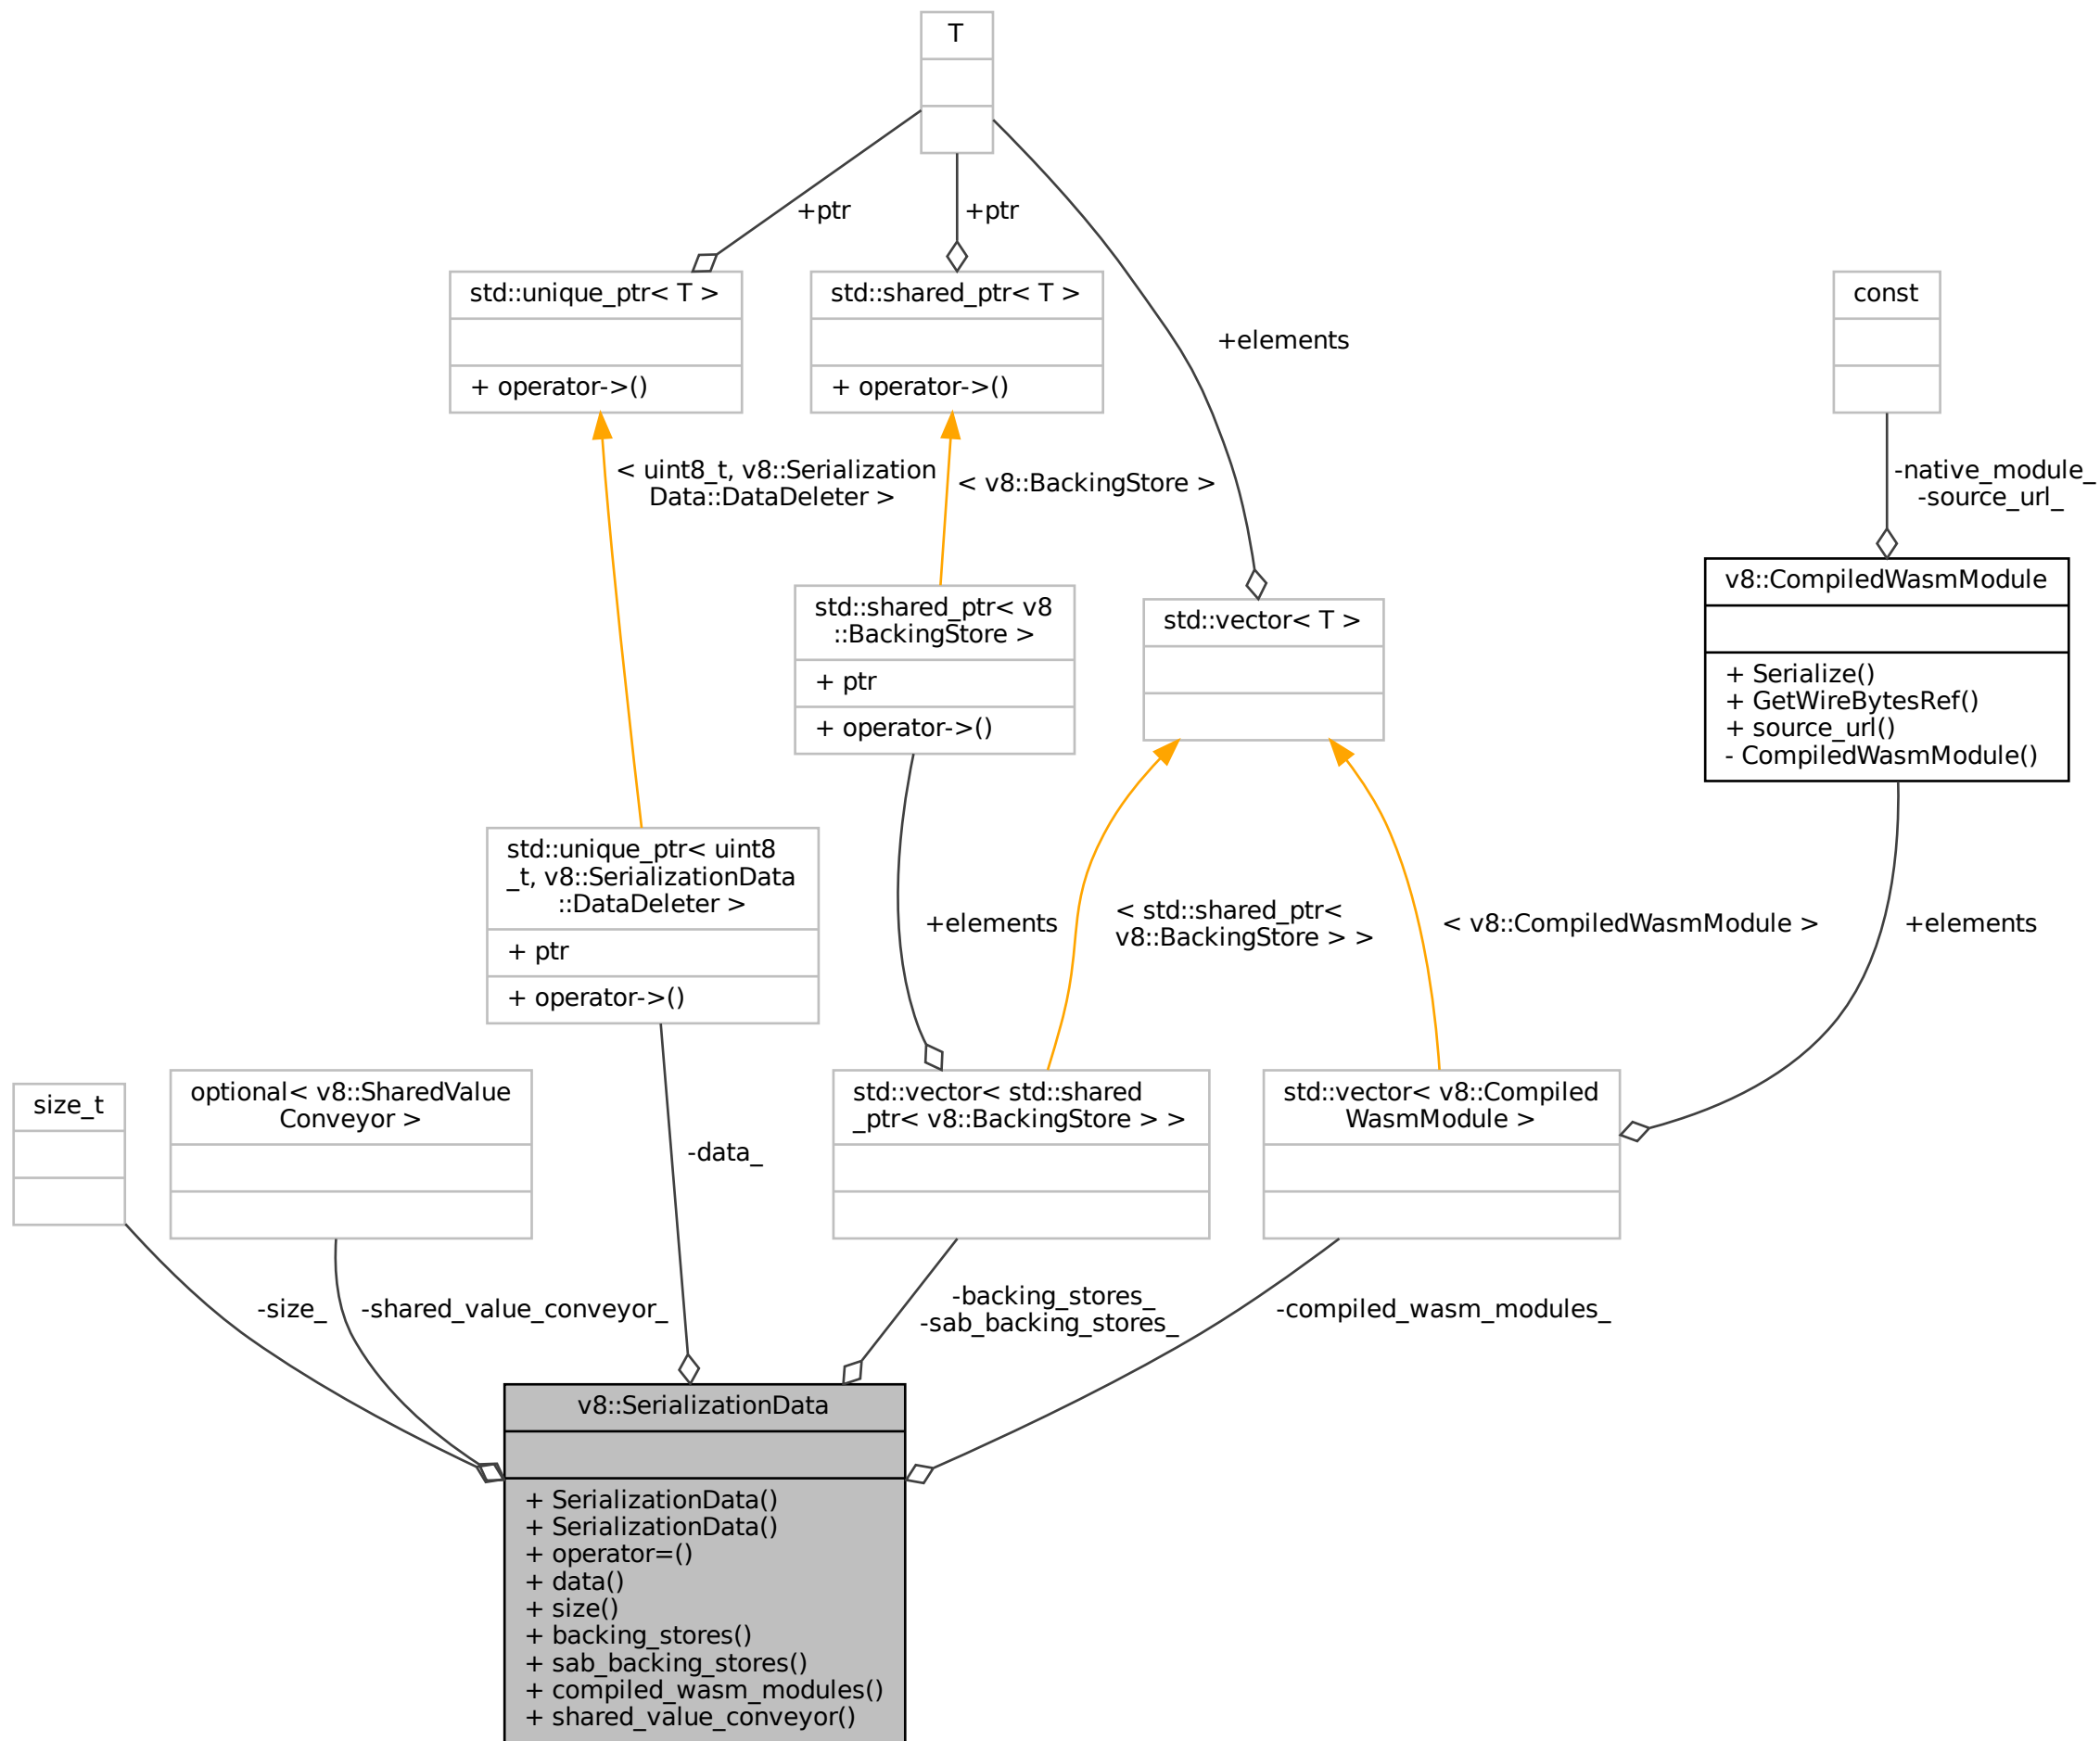 T
+ptr
+ptr
+elements
std::unique_ptr< T >
+ operator->()
std::shared_ptr< T >
+ operator->()
const
< uint8_t, v8::Serialization
Data::DataDeleter >
< v8::BackingStore >
-native_module_
-source_url_
std::shared_ptr< v8
::BackingStore >
+ ptr
+ operator->()
std::vector< T >
v8::CompiledWasmModule
+ Serialize()
+ GetWireBytesRef()
+ source_url()
- CompiledWasmModule()
std::unique_ptr< uint8
_t, v8::SerializationData
::DataDeleter >
+ ptr
+ operator->()
+elements
< std::shared_ptr<
v8::BackingStore > >
< v8::CompiledWasmModule >
+elements
size_t
optional< v8::SharedValue
Conveyor >
-data_
std::vector< std::shared
_ptr< v8::BackingStore > >
std::vector< v8::Compiled
WasmModule >
-size_
-shared_value_conveyor_
-backing_stores_
-sab_backing_stores_
-compiled_wasm_modules_
v8::SerializationData
+ SerializationData()
+ SerializationData()
+ operator=()
+ data()
+ size()
+ backing_stores()
+ sab_backing_stores()
+ compiled_wasm_modules()
+ shared_value_conveyor()